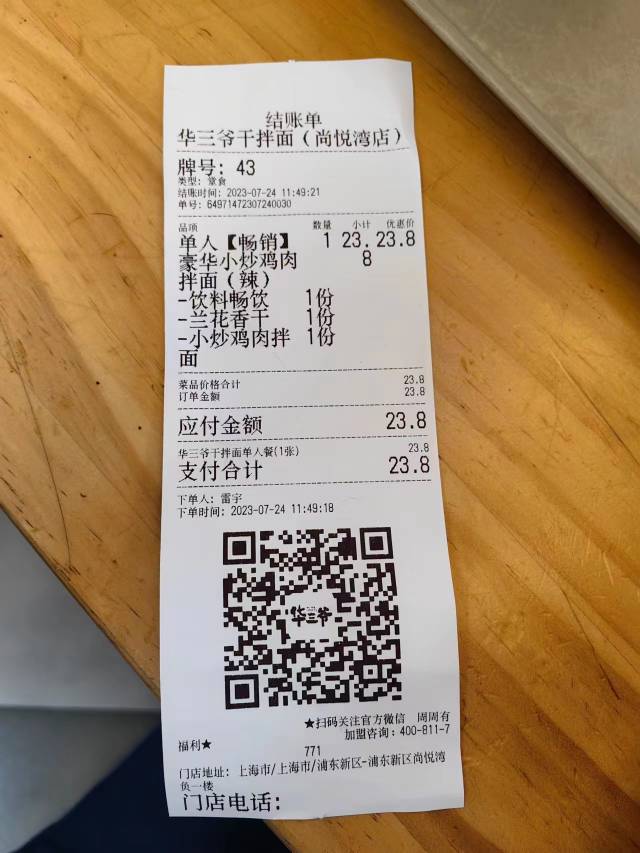 结账单
华三爷干拌面（尚悦湾店）
牌号: 43
类型: 堂食
结账时间: 2023-07-24 11:49:21
单号: 64971472307240030
品项 数量 小计 优惠价
单人【畅销】 1 23. 23.8
豪华小炒鸡肉 8
拌面（辣）
-饮料畅饮 1份
-兰花香干 1份
-小炒鸡肉拌 1份
面
菜品价格合计 23.8
订单金额 23.8
应付金额 23.8
华三爷干拌面单人餐(1张) 23.8
支付合计 23.8
下单人: 雷宇
下单时间: 2023-07-24 11:49:18
华三爷
★扫码关注官方微信 周周有
加盟咨询: 400-811-7
福利★
771
门店地址: 上海市/上海市/浦东新区-浦东新区尚悦湾
负一楼
门店电话: